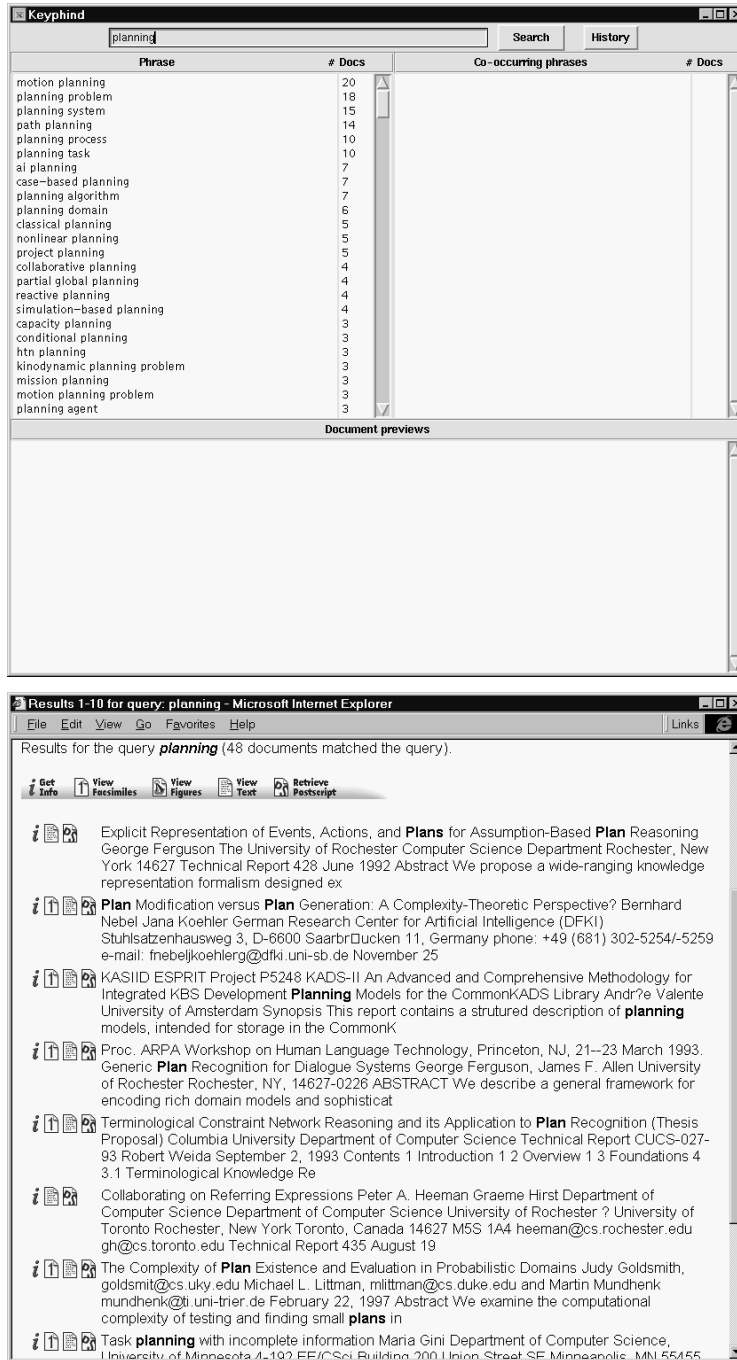 Keyphind
planning
Search
History
Phrase # Docs Co-occurring phrases # Docs
motion planning 20
planning problem 18
planning system 15
path planning 14
planning process 10
planning task 10
ai planning 7
case-based planning 7
planning algorithm 7
planning domain 6
classical planning 5
nonlinear planning 5
project planning 5
collaborative planning 4
partial global planning 4
reactive planning 4
simulation-based planning 4
capacity planning 3
conditional planning 3
htn planning 3
kinodynamic planning problem 3
mission planning 3
motion planning problem 3
planning agent 3
Document previews
Results 1-10 for query: planning - Microsoft Internet Explorer
File Edit View Go Favorites Help Links
Results for the query planning (48 documents matched the query).
Get Info View Facsimiles View Figures View Text Retrieve Postscript
Explicit Representation of Events, Actions, and Plans for Assumption-Based Plan Reasoning
George Ferguson The University of Rochester Computer Science Department Rochester, New
York 14627 Technical Report 428 June 1992 Abstract We propose a wide-ranging knowledge
representation formalism designed ex
Plan Modification versus Plan Generation: A Complexity-Theoretic Perspective? Bernhard
Nebel Jana Koehler German Research Center for Artificial Intelligence (DFKI)
Stuhlsatzenhausweg 3, D-6600 Saarbr□ucken 11, Germany phone: +49 (681) 302-5254/-5259
e-mail: fnebeljkoehlerg@dfki.uni-sb.de November 25
KASIID ESPRIT Project P5248 KADS-II An Advanced and Comprehensive Methodology for
Integrated KBS Development Planning Models for the CommonKADS Library Andr?e Valente
University of Amsterdam Synopsis This report contains a strutured description of planning
models, intended for storage in the CommonK
Proc. ARPA Workshop on Human Language Technology, Princeton, NJ, 21--23 March 1993.
Generic Plan Recognition for Dialogue Systems George Ferguson, James F. Allen University
of Rochester Rochester, NY, 14627-0226 ABSTRACT We describe a general framework for
encoding rich domain models and sophisticat
Terminological Constraint Network Reasoning and its Application to Plan Recognition (Thesis
Proposal) Columbia University Department of Computer Science Technical Report CUCS-027-
93 Robert Weida September 2, 1993 Contents 1 Introduction 1 2 Overview 1 3 Foundations 4
3.1 Terminological Knowledge Re
Collaborating on Referring Expressions Peter A. Heeman Graeme Hirst Department of
Computer Science Department of Computer Science University of Rochester ? University of
Toronto Rochester, New York Toronto, Canada 14627 M5S 1A4 heeman@cs.rochester.edu
gh@cs.toronto.edu Technical Report 435 August 19
The Complexity of Plan Existence and Evaluation in Probabilistic Domains Judy Goldsmith,
goldsmit@cs.uky.edu Michael L. Littman, mlittman@cs.duke.edu and Martin Mundhenk
mundhenk@ti.uni-trier.de February 22, 1997 Abstract We examine the computational
complexity of testing and finding small plans in
Task planning with incomplete information Maria Gini Department of Computer Science,
University of Minnesota 4-192 EE/CSci Building 200 Union Street SE Minneapolis, MN 55455